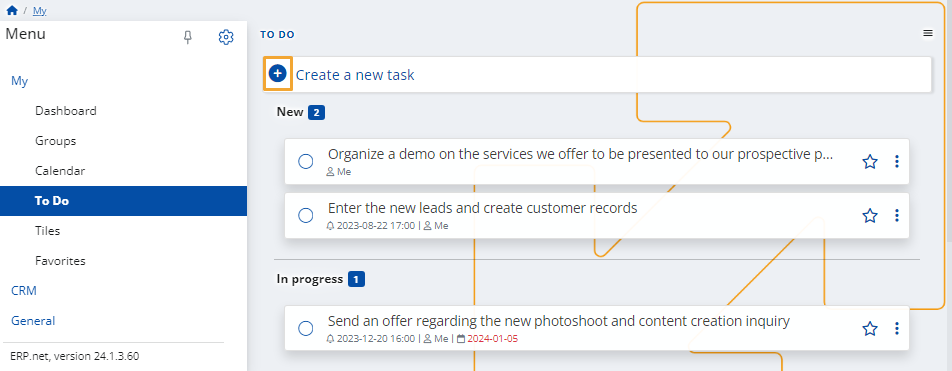 / My
Menu
My
Dashboard
Groups
Calendar
To Do
Tiles
Favorites
CRM
General
ERP.net, version 24.1.3.60
TO DO
Create a new task
New 2
Organize a demo on the services we offer to be presented to our prospective p...
Me
Enter the new leads and create customer records
2023-08-22 17:00 | Me
In progress 1
Send an offer regarding the new photoshoot and content creation inquiry
2023-12-20 16:00 | Me | 2024-01-05